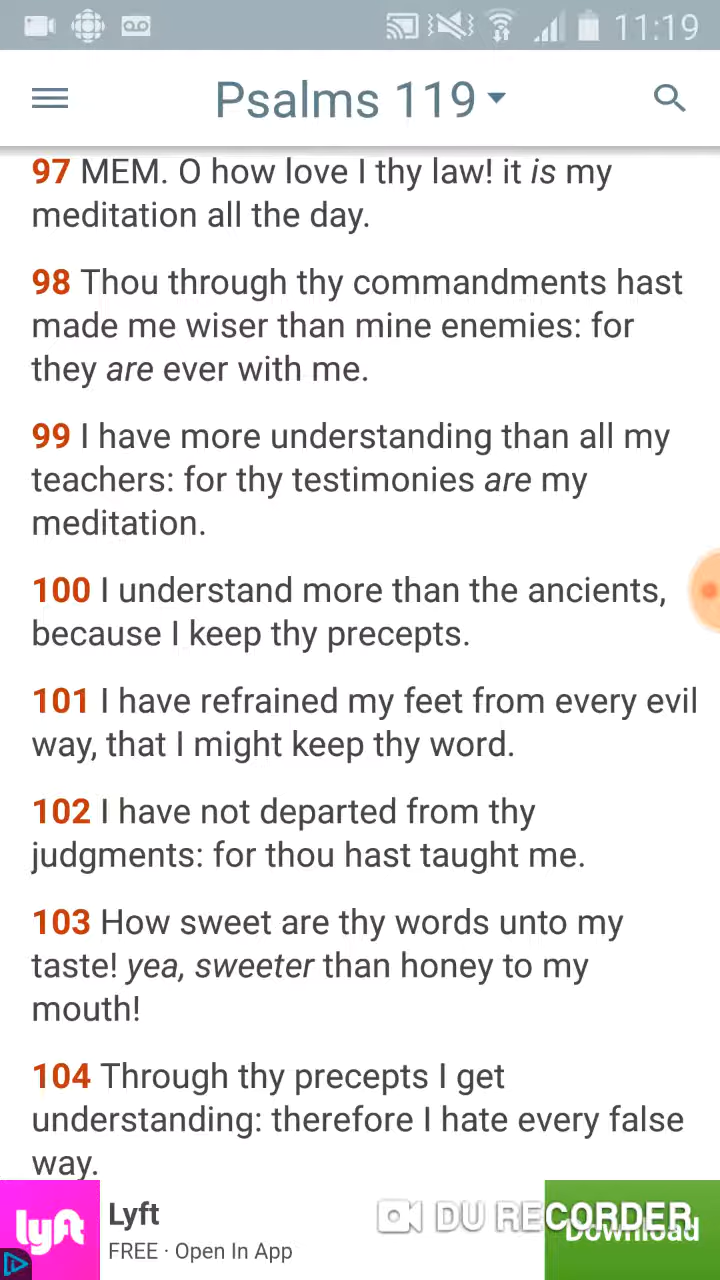 11:19
Psalms 119
97 MEM. O how love I thy law! it is my
meditation all the day.
98 Thou through thy commandments hast
made me wiser than mine enemies: for
they are ever with me.
99 I have more understanding than all my
teachers: for thy testimonies are my
meditation.
100 I understand more than the ancients,
because I keep thy precepts.
101 I have refrained my feet from every evil
way, that I might keep thy word.
102 I have not departed from thy
judgments: for thou hast taught me.
103 How sweet are thy words unto my
taste! yea, sweeter than honey to my
mouth!
104 Through thy precepts I get
understanding: therefore I hate every false
way.
lyft
Lyft
FREE · Open In App
DU RECORDER
Download